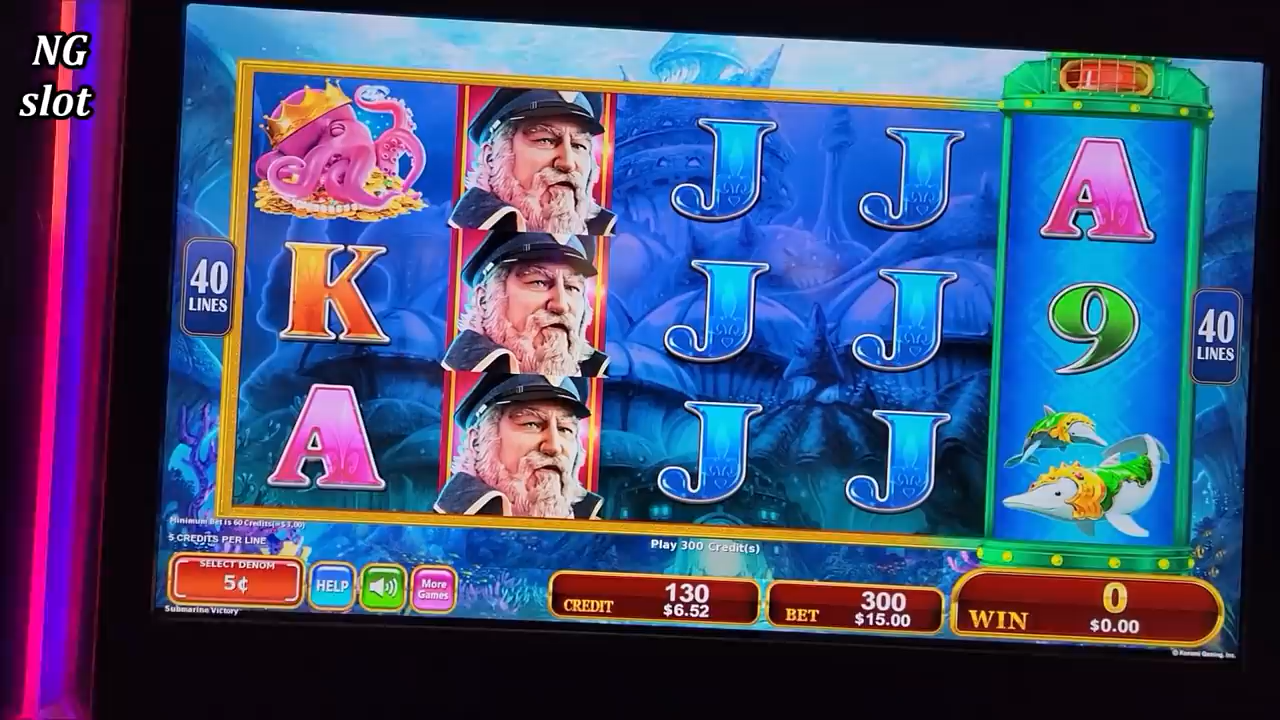 NG
slot
J
J
A
K
40
LINES
J
J
9
40
LINES
A
J
J
Minimum Bet is 60 Credits(=$3.00)
5 CREDITS PER LINE
Play 300 Credit(s)
SELECT DENOM
5¢
HELP
More
Games
CREDIT
130
$6.52
BET
300
$15.00
WIN
0
$0.00
Submarine Victory
© Konami Gaming, Inc.